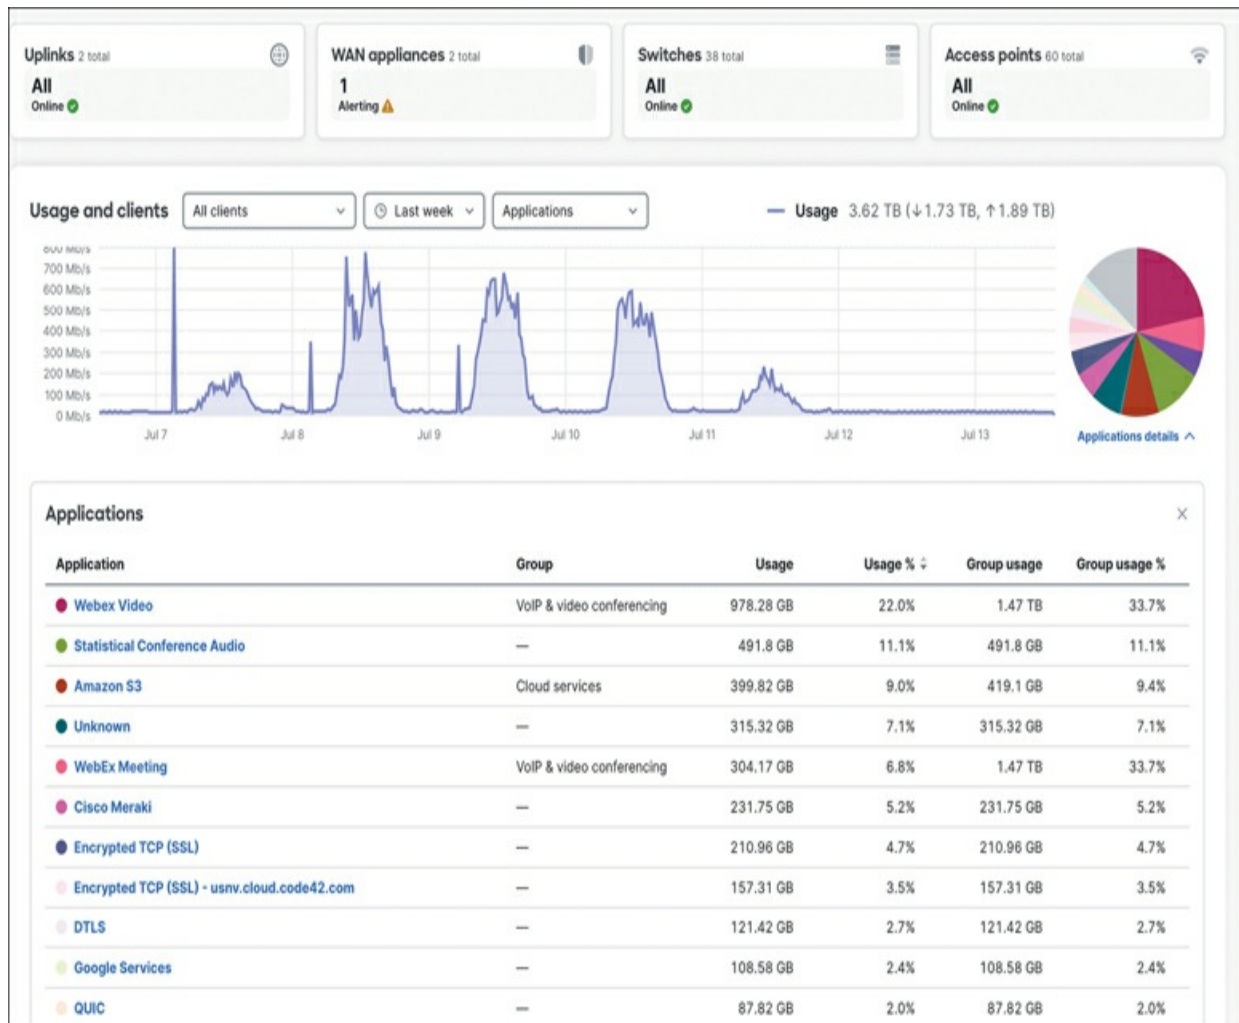 Uplinks 2 total
All
Online
WAN appliances 2 total
1
Alerting
Switches 38 total
All
Online
Access points 60 total
All
Online
Usage and clients All clients Last week Applications Usage 3.62 TB (↓1.73 TB, ↑1.89 TB)
800 Mb/s
700 Mb/s
600 Mb/s
500 Mb/s
400 Mb/s
300 Mb/s
200 Mb/s
100 Mb/s
0 Mb/s
Jul 7 Jul 8 Jul 9 Jul 10 Jul 11 Jul 12 Jul 13
Applications details
Applications
Application Group Usage Usage % Group usage Group usage %
Webex Video VoIP & video conferencing 978.28 GB 22.0% 1.47 TB 33.7%
Statistical Conference Audio — 491.8 GB 11.1% 491.8 GB 11.1%
Amazon S3 Cloud services 399.82 GB 9.0% 419.1 GB 9.4%
Unknown — 315.32 GB 7.1% 315.32 GB 7.1%
WebEx Meeting VoIP & video conferencing 304.17 GB 6.8% 1.47 TB 33.7%
Cisco Meraki — 231.75 GB 5.2% 231.75 GB 5.2%
Encrypted TCP (SSL) — 210.96 GB 4.7% 210.96 GB 4.7%
Encrypted TCP (SSL) - usnv.cloud.code42.com — 157.31 GB 3.5% 157.31 GB 3.5%
DTLS — 121.42 GB 2.7% 121.42 GB 2.7%
Google Services — 108.58 GB 2.4% 108.58 GB 2.4%
QUIC — 87.82 GB 2.0% 87.82 GB 2.0%